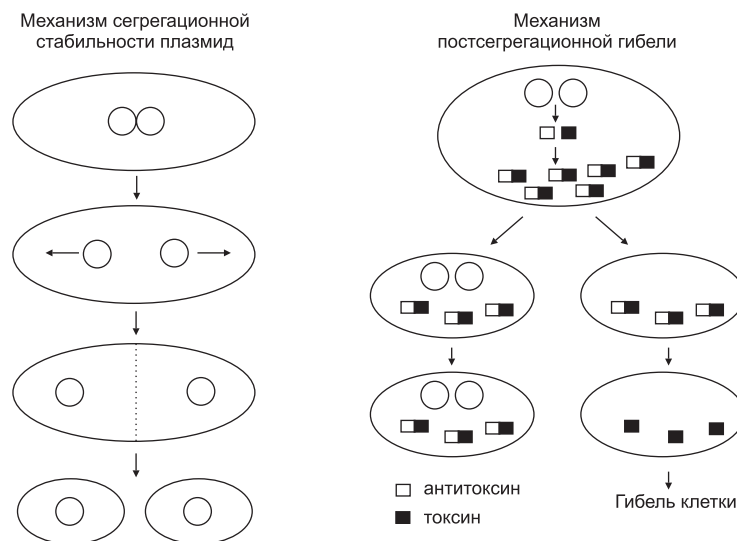 Механизм сегрегационной
стабильности плазмид
Механизм
постсегрегационной гибели
антитоксин
токсин
Гибель клетки